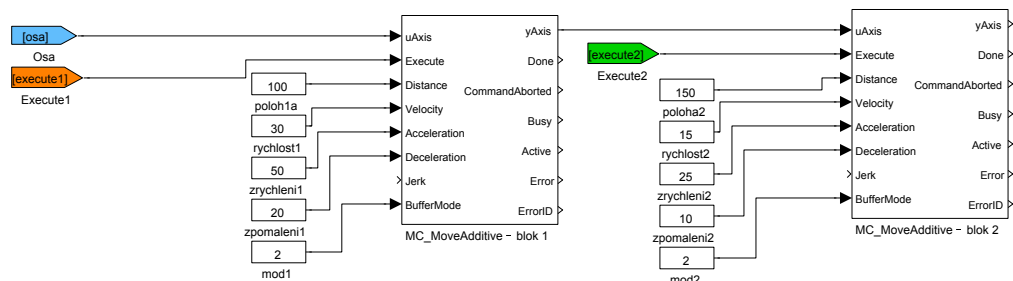 [osa]
Osa
[execute1]
Execute1
100
poloh1a
30
rychlost1
50
zrychleni1
20
zpomaleni1
2
mod1
uAxis
Execute
Distance
Velocity
Acceleration
Deceleration
Jerk
BufferMode
yAxis
Done
CommandAborted
Busy
Active
Error
ErrorID
MC_MoveAdditive - blok 1
[execute2]
Execute2
150
poloha2
15
rychlost2
25
zrychleni2
10
zpomaleni2
2
mod2
uAxis
Execute
Distance
Velocity
Acceleration
Deceleration
Jerk
BufferMode
yAxis
Done
CommandAborted
Busy
Active
Error
ErrorID
MC_MoveAdditive - blok 2